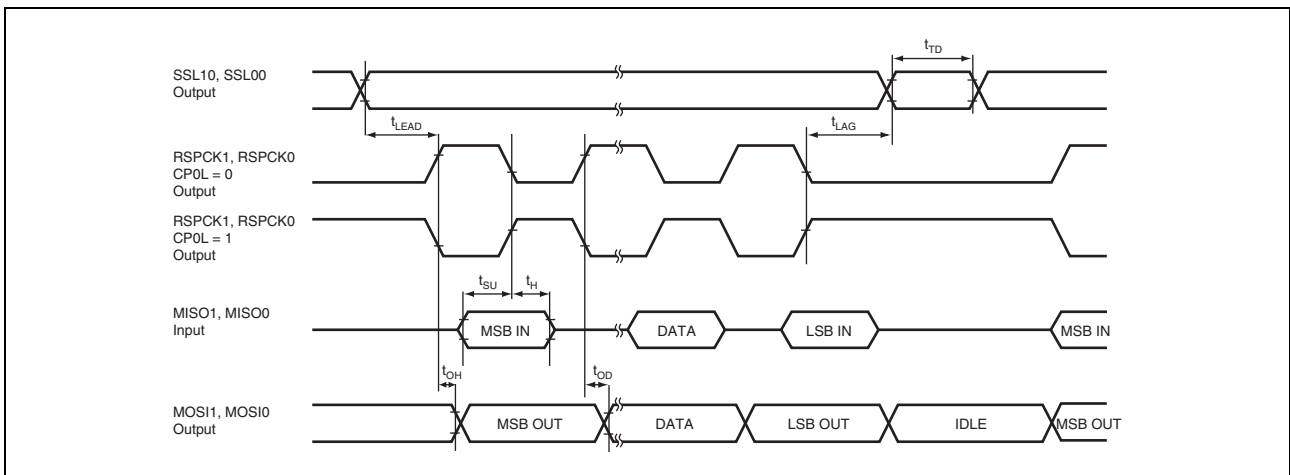 t_TD
SSL10, SSL00
Output
t_LEAD
t_LAG
RSPCK1, RSPCK0
CP0L = 0
Output
RSPCK1, RSPCK0
CP0L = 1
Output
t_SU t_H
MISO1, MISO0
Input
MSB IN DATA LSB IN MSB IN
t_OH t_OD
MOSI1, MOSI0
Output
MSB OUT DATA LSB OUT IDLE MSB OUT